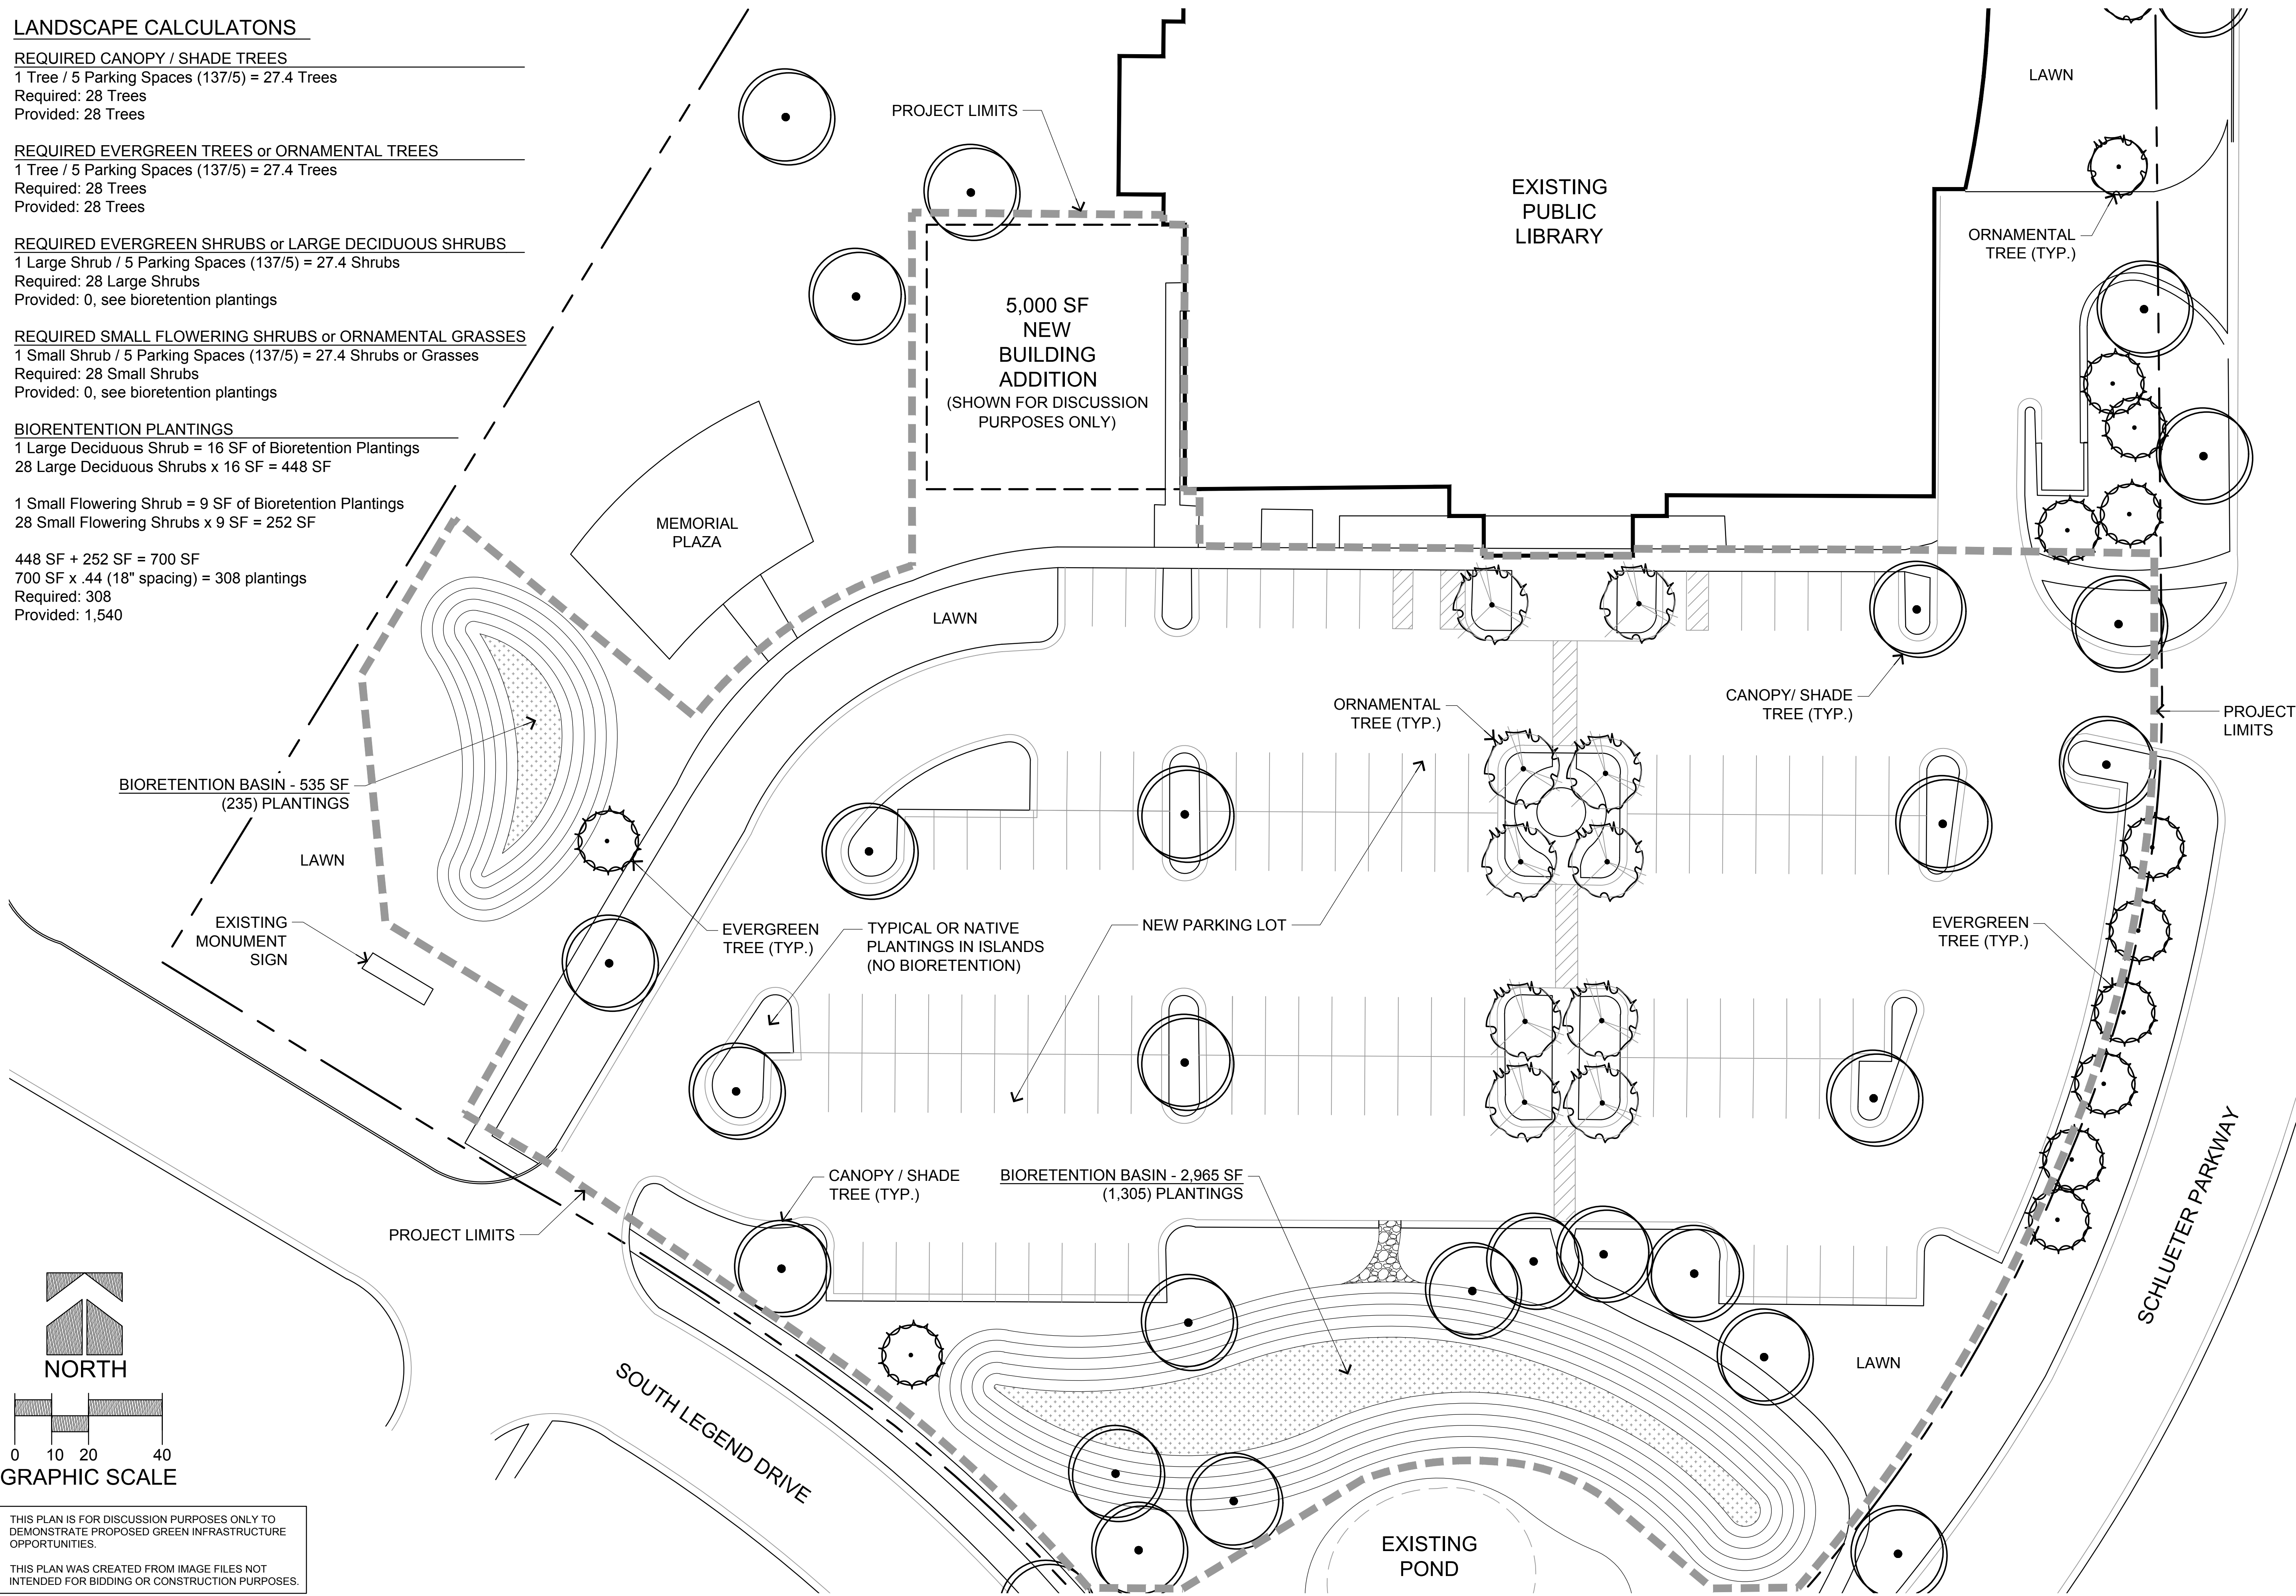 LANDSCAPE CALCULATONS
REQUIRED CANOPY / SHADE TREES
1 Tree / 5 Parking Spaces (137/5) = 27.4 Trees
Required: 28 Trees
Provided: 28 Trees
REQUIRED EVERGREEN TREES or ORNAMENTAL TREES
1 Tree / 5 Parking Spaces (137/5) = 27.4 Trees
Required: 28 Trees
Provided: 28 Trees
REQUIRED EVERGREEN SHRUBS or LARGE DECIDUOUS SHRUBS
1 Large Shrub / 5 Parking Spaces (137/5) = 27.4 Shrubs
Required: 28 Large Shrubs
Provided: 0, see bioretention plantings
REQUIRED SMALL FLOWERING SHRUBS or ORNAMENTAL GRASSES
1 Small Shrub / 5 Parking Spaces (137/5) = 27.4 Shrubs or Grasses
Required: 28 Small Shrubs
Provided: 0, see bioretention plantings
BIORENTENTION PLANTINGS
1 Large Deciduous Shrub = 16 SF of Bioretention Plantings
28 Large Deciduous Shrubs x 16 SF = 448 SF
1 Small Flowering Shrub = 9 SF of Bioretention Plantings
28 Small Flowering Shrubs x 9 SF = 252 SF
448 SF + 252 SF = 700 SF
700 SF x .44 (18" spacing) = 308 plantings
Required: 308
Provided: 1,540
PROJECT LIMITS
LAWN
EXISTING
PUBLIC
LIBRARY
ORNAMENTAL
TREE (TYP.)
5,000 SF
NEW
BUILDING
ADDITION
(SHOWN FOR DISCUSSION
PURPOSES ONLY)
MEMORIAL
PLAZA
LAWN
ORNAMENTAL
TREE (TYP.)
CANOPY/ SHADE
TREE (TYP.)
PROJECT
LIMITS
BIORETENTION BASIN - 535 SF
(235) PLANTINGS
LAWN
EXISTING
MONUMENT
SIGN
EVERGREEN
TREE (TYP.)
TYPICAL OR NATIVE
PLANTINGS IN ISLANDS
(NO BIORETENTION)
NEW PARKING LOT
EVERGREEN
TREE (TYP.)
CANOPY / SHADE
TREE (TYP.)
BIORETENTION BASIN - 2,965 SF
(1,305) PLANTINGS
PROJECT LIMITS
SCHLUETER PARKWAY
LAWN
SOUTH LEGEND DRIVE
EXISTING
POND
NORTH
0 10 20 40
GRAPHIC SCALE
THIS PLAN IS FOR DISCUSSION PURPOSES ONLY TO
DEMONSTRATE PROPOSED GREEN INFRASTRUCTURE
OPPORTUNITIES.
THIS PLAN WAS CREATED FROM IMAGE FILES NOT
INTENDED FOR BIDDING OR CONSTRUCTION PURPOSES.